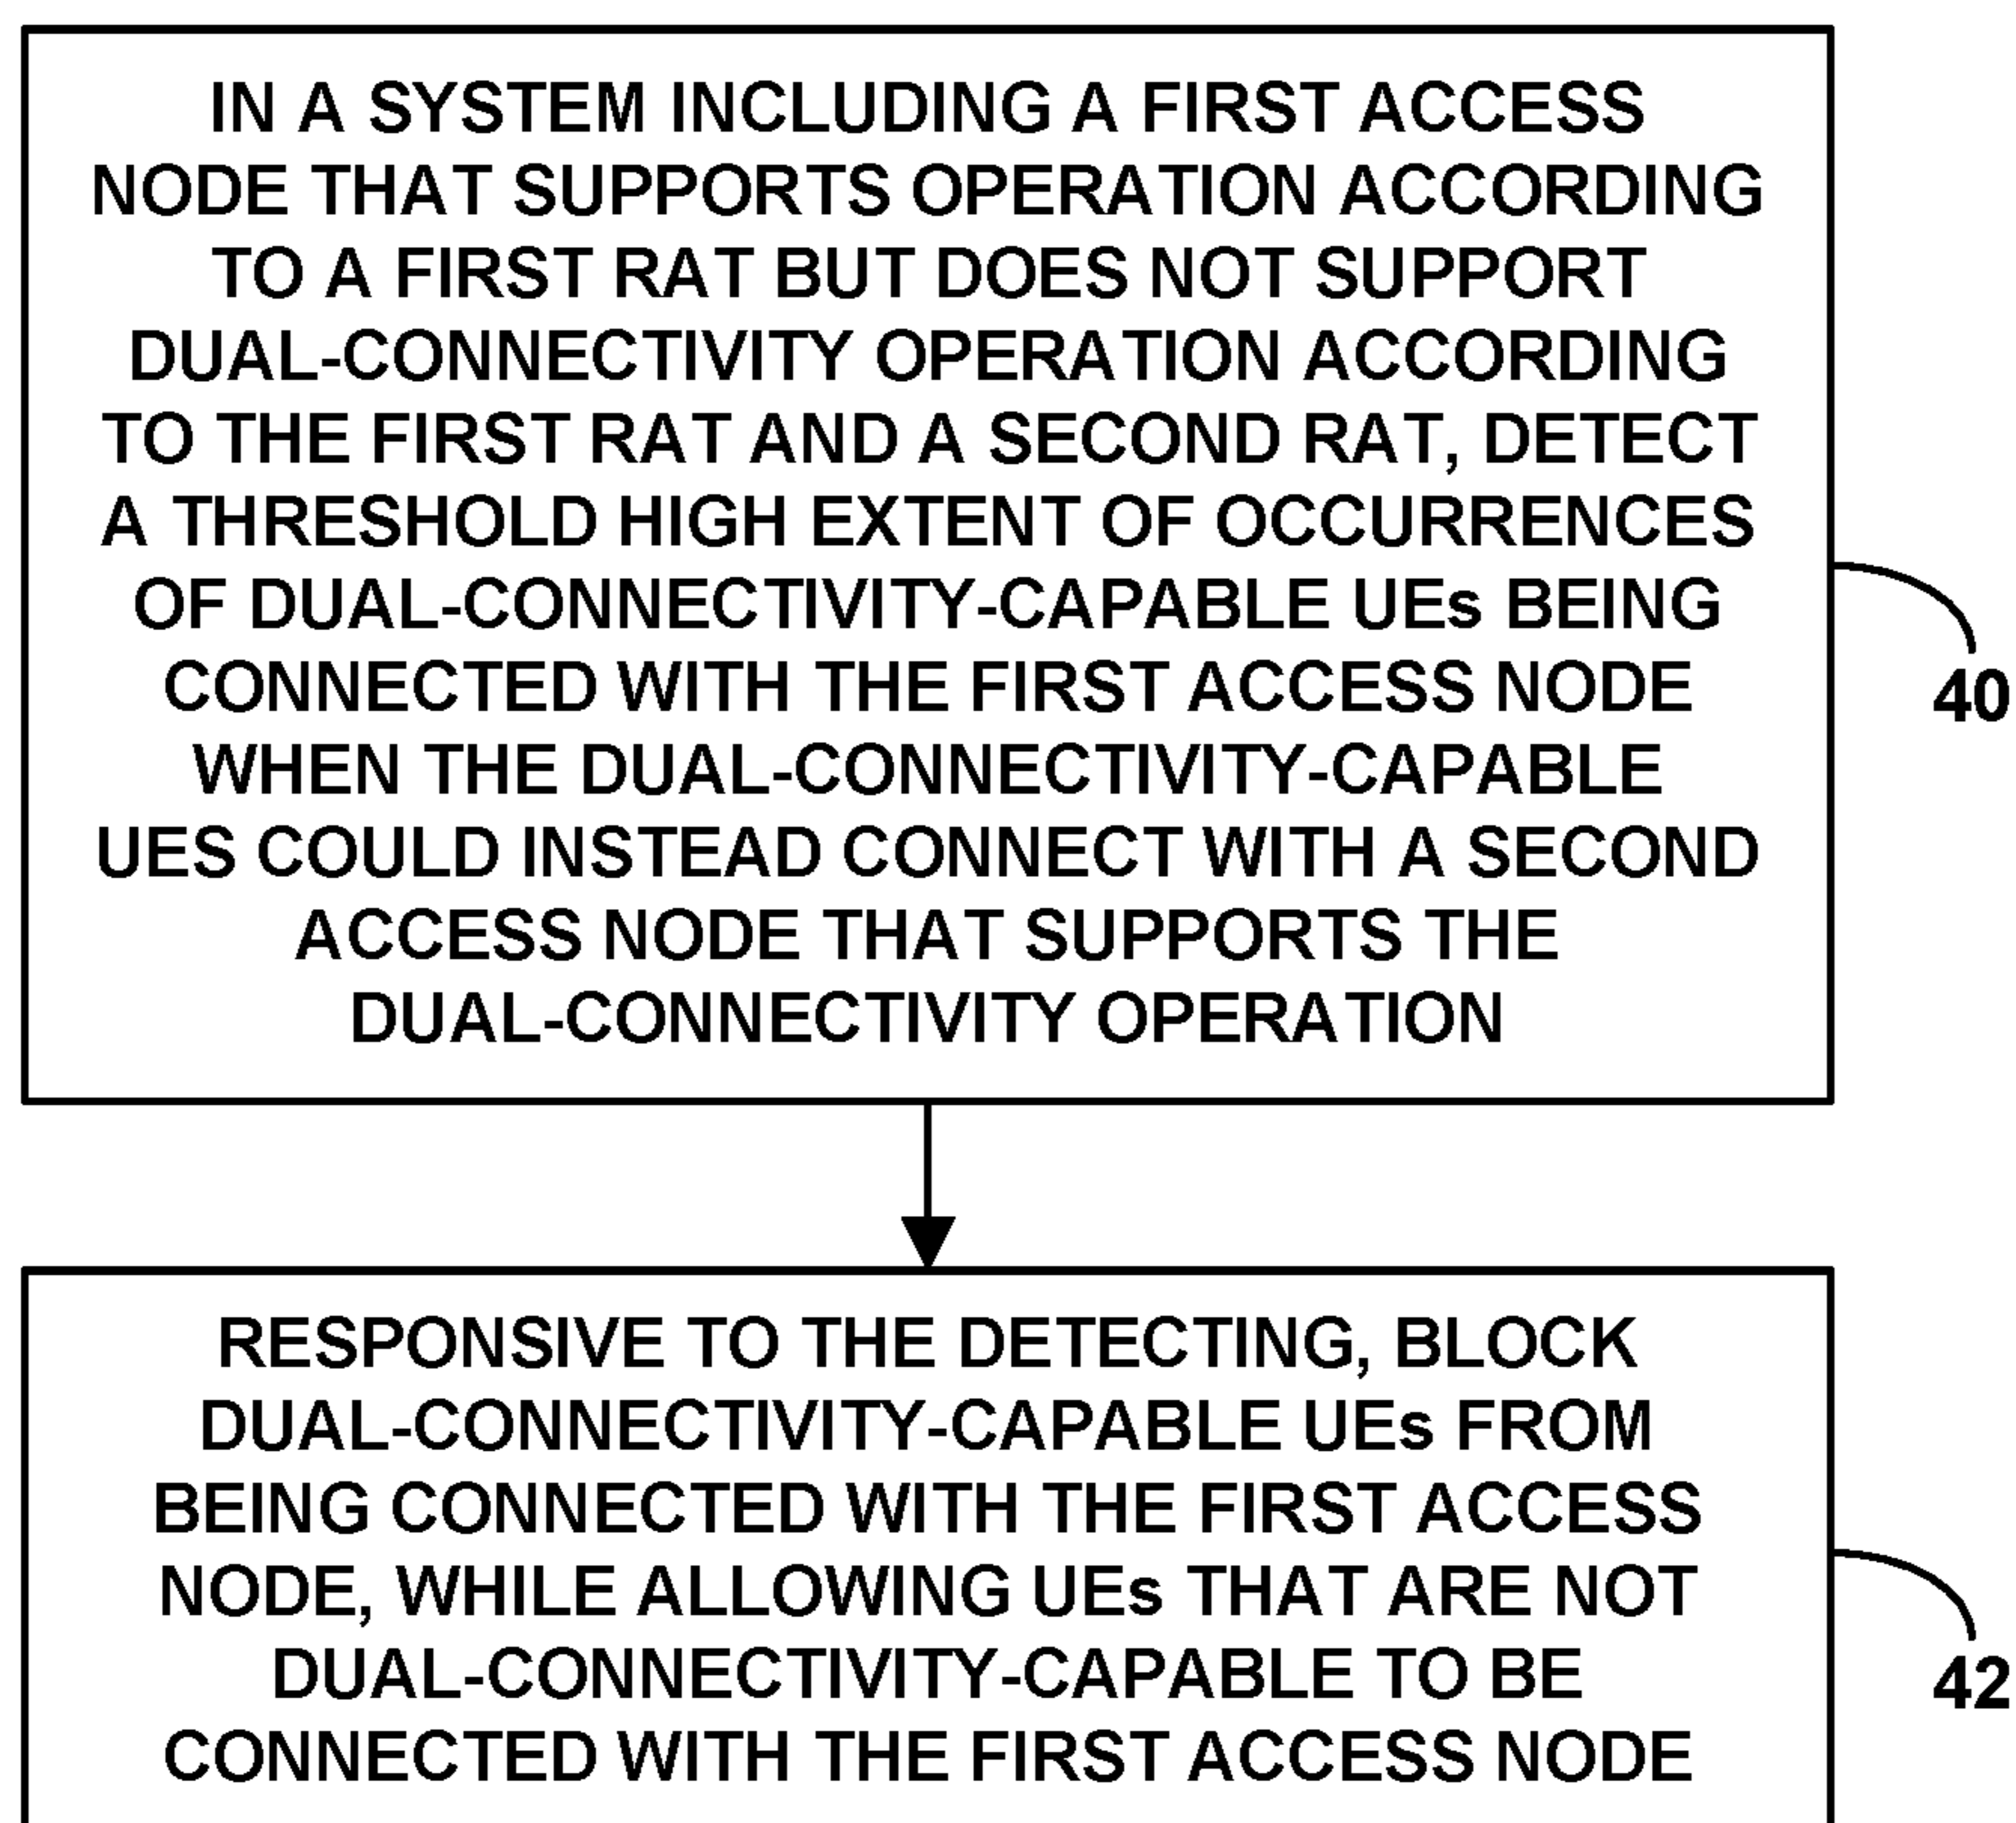 IN A SYSTEM INCLUDING A FIRST ACCESS
NODE THAT SUPPORTS OPERATION ACCORDING
TO A FIRST RAT BUT DOES NOT SUPPORT
DUAL-CONNECTIVITY OPERATION ACCORDING
TO THE FIRST RAT AND A SECOND RAT, DETECT
A THRESHOLD HIGH EXTENT OF OCCURRENCES
OF DUAL-CONNECTIVITY-CAPABLE UEs BEING
CONNECTED WITH THE FIRST ACCESS NODE
WHEN THE DUAL-CONNECTIVITY-CAPABLE
UES COULD INSTEAD CONNECT WITH A SECOND
ACCESS NODE THAT SUPPORTS THE
DUAL-CONNECTIVITY OPERATION
40
RESPONSIVE TO THE DETECTING, BLOCK
DUAL-CONNECTIVITY-CAPABLE UEs FROM
BEING CONNECTED WITH THE FIRST ACCESS
NODE, WHILE ALLOWING UEs THAT ARE NOT
DUAL-CONNECTIVITY-CAPABLE TO BE
CONNECTED WITH THE FIRST ACCESS NODE
42